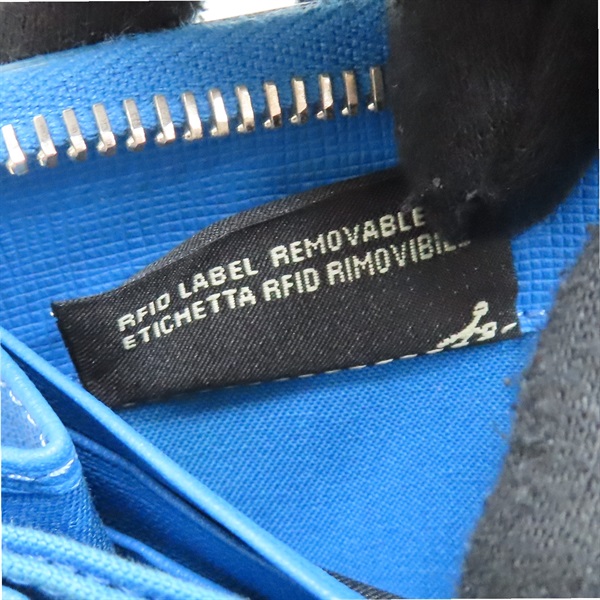 RFID LABEL REMOVABLE
ETICHETTA RFID RIMOVIBILE